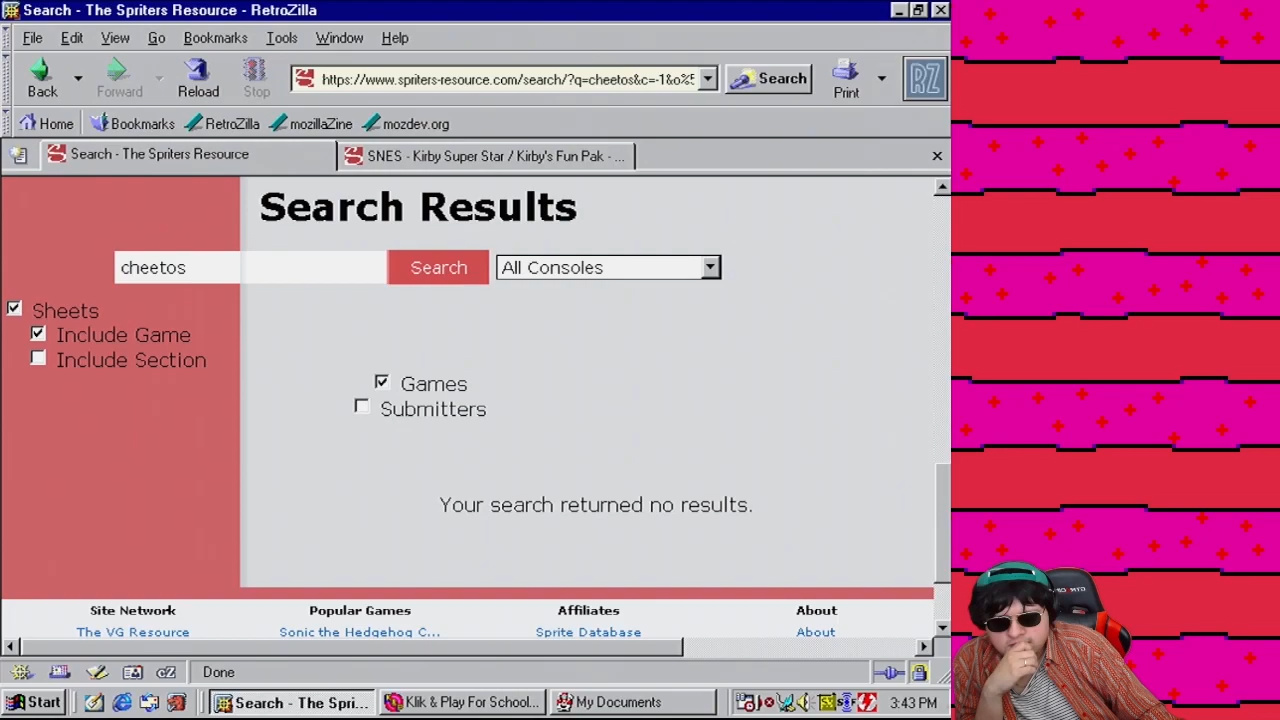 Search - The Spriters Resource - RetroZilla
File Edit View Go Bookmarks Tools Window Help
Back Forward Reload Stop https://www.spriters-resource.com/search/?q=cheetos&c=-1&o%5 Search Print RZ
Home Bookmarks RetroZilla mozillaZine mozdev.org
Search - The Spriters Resource SNES - Kirby Super Star / Kirby's Fun Pak - ...
Search Results
cheetos Search All Consoles
Sheets
Include Game
Include Section
Games
Submitters
Your search returned no results.
Site Network Popular Games Affiliates About
The VG Resource Sonic the Hedgehog C... Sprite Database About
Done
Start Search - The Spri... Klik & Play For School... My Documents 3:43 PM